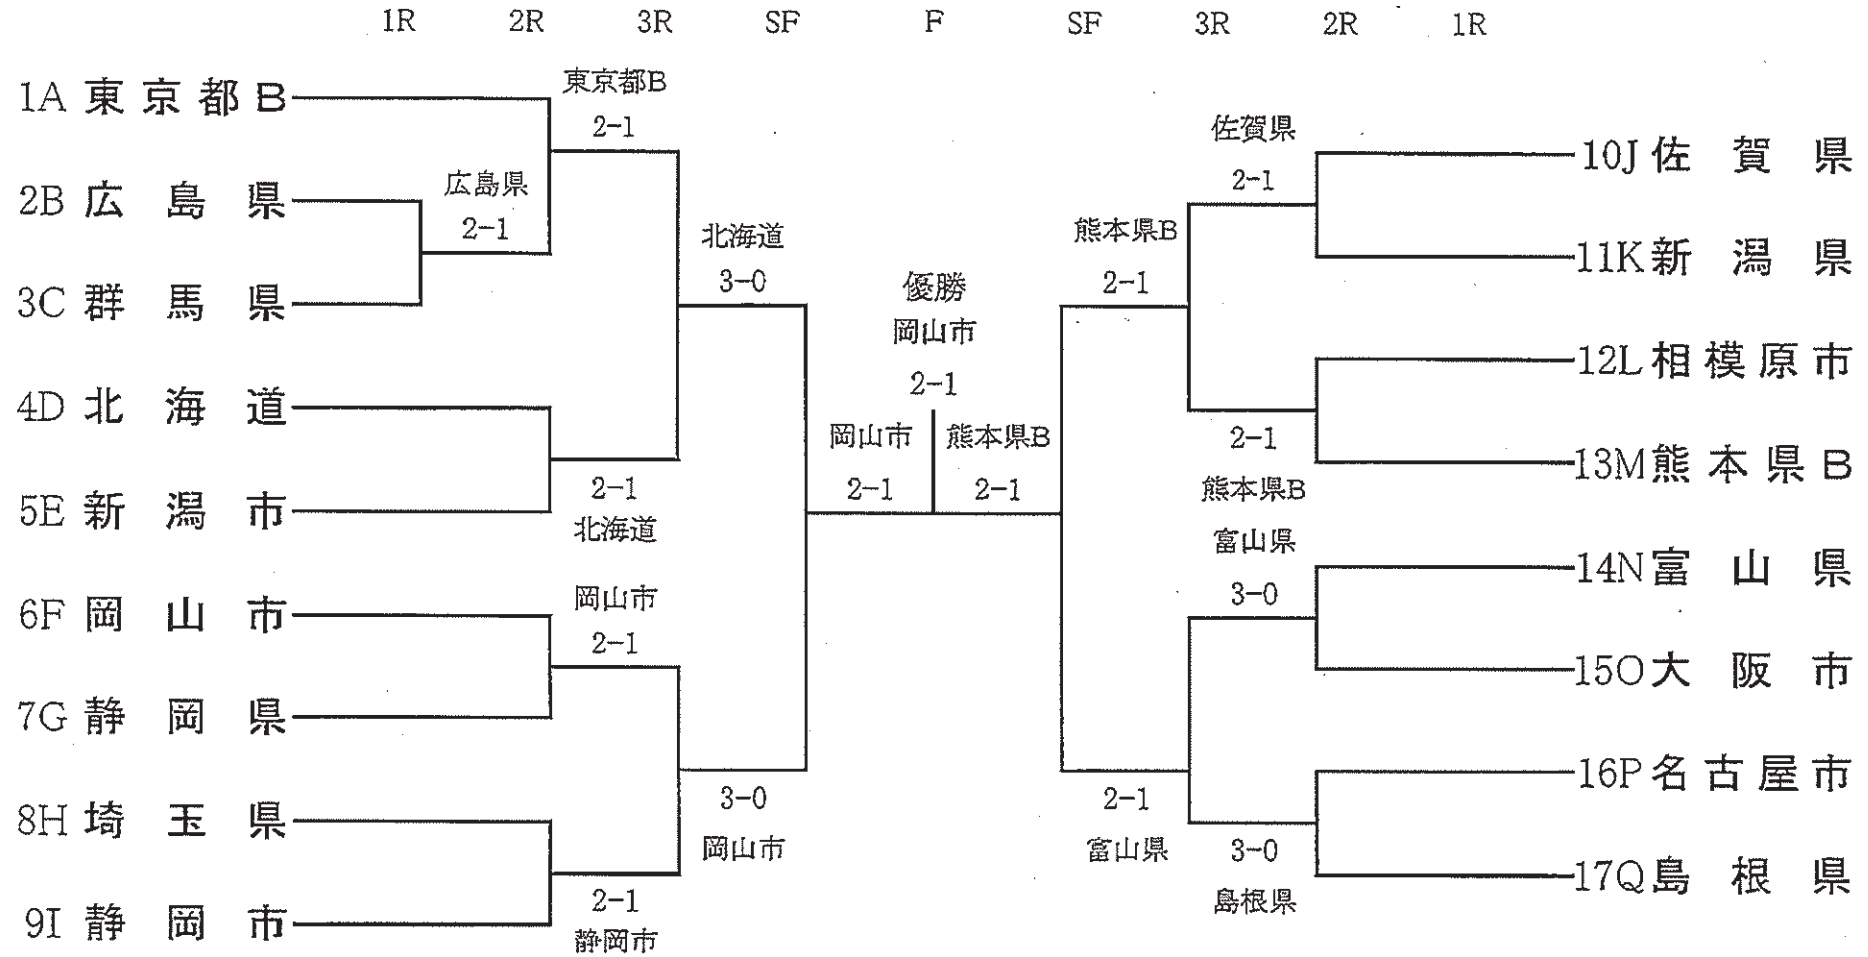 1R 2R 3R SF F SF 3R 2R 1R
1A 東京都B
2B 広島県
3C 群馬県
4D 北海道
5E 新潟市
6F 岡山市
7G 静岡県
8H 埼玉県
9I 静岡市
広島県
2-1
東京都B
2-1
2-1
北海道
岡山市
2-1
2-1
静岡市
北海道
3-0
3-0
岡山市
岡山市
2-1
優勝
岡山市
2-1
熊本県B
2-1
熊本県B
2-1
2-1
富山県
佐賀県
2-1
2-1
熊本県B
富山県
3-0
3-0
島根県
10J 佐賀県
11K 新潟県
12L 相模原市
13M 熊本県B
14N 富山県
15O 大阪市
16P 名古屋市
17Q 島根県